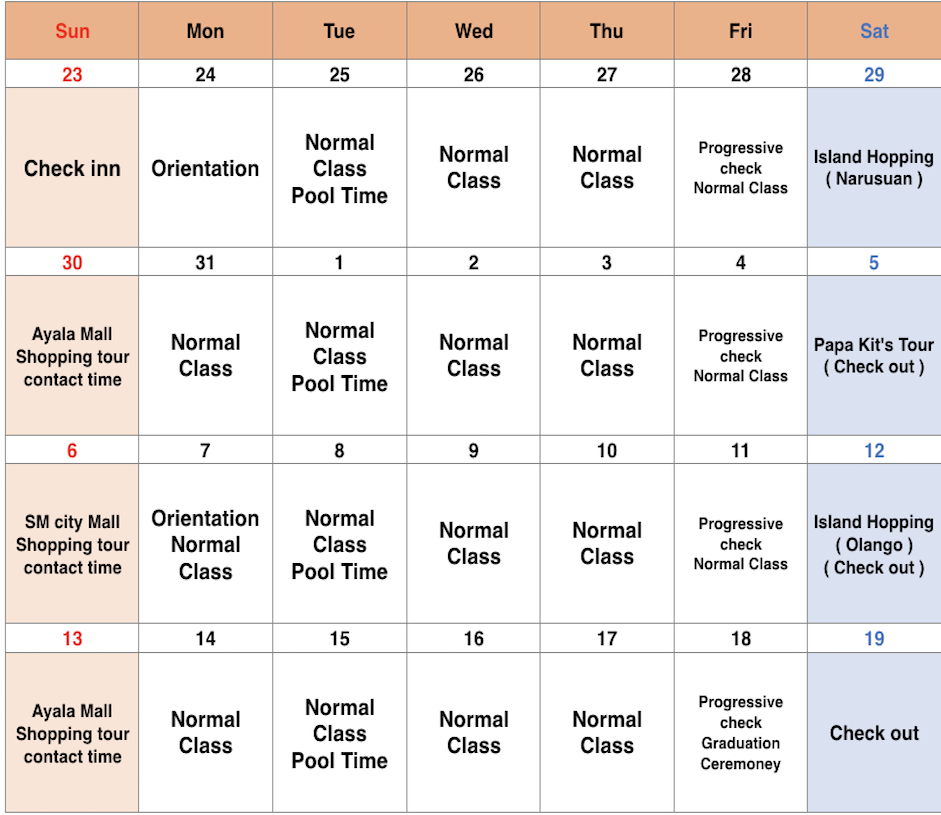 Sun Mon Tue Wed Thu Fri Sat
23 24 25 26 27 28 29
Check inn
Orientation
Normal
Class
Pool Time
Normal
Class
Normal
Class
Progressive
check
Normal Class
Island Hopping
( Narusuan )
30 31 1 2 3 4 5
Ayala Mall
Shopping tour
contact time
Normal
Class
Normal
Class
Pool Time
Normal
Class
Normal
Class
Progressive
check
Normal Class
Papa Kit's Tour
( Check out )
6 7 8 9 10 11 12
SM city Mall
Shopping tour
contact time
Orientation
Normal
Class
Normal
Class
Pool Time
Normal
Class
Normal
Class
Progressive
check
Normal Class
Island Hopping
( Olango )
( Check out )
13 14 15 16 17 18 19
Ayala Mall
Shopping tour
contact time
Normal
Class
Normal
Class
Pool Time
Normal
Class
Normal
Class
Progressive
check
Graduation
Ceremoney
Check out